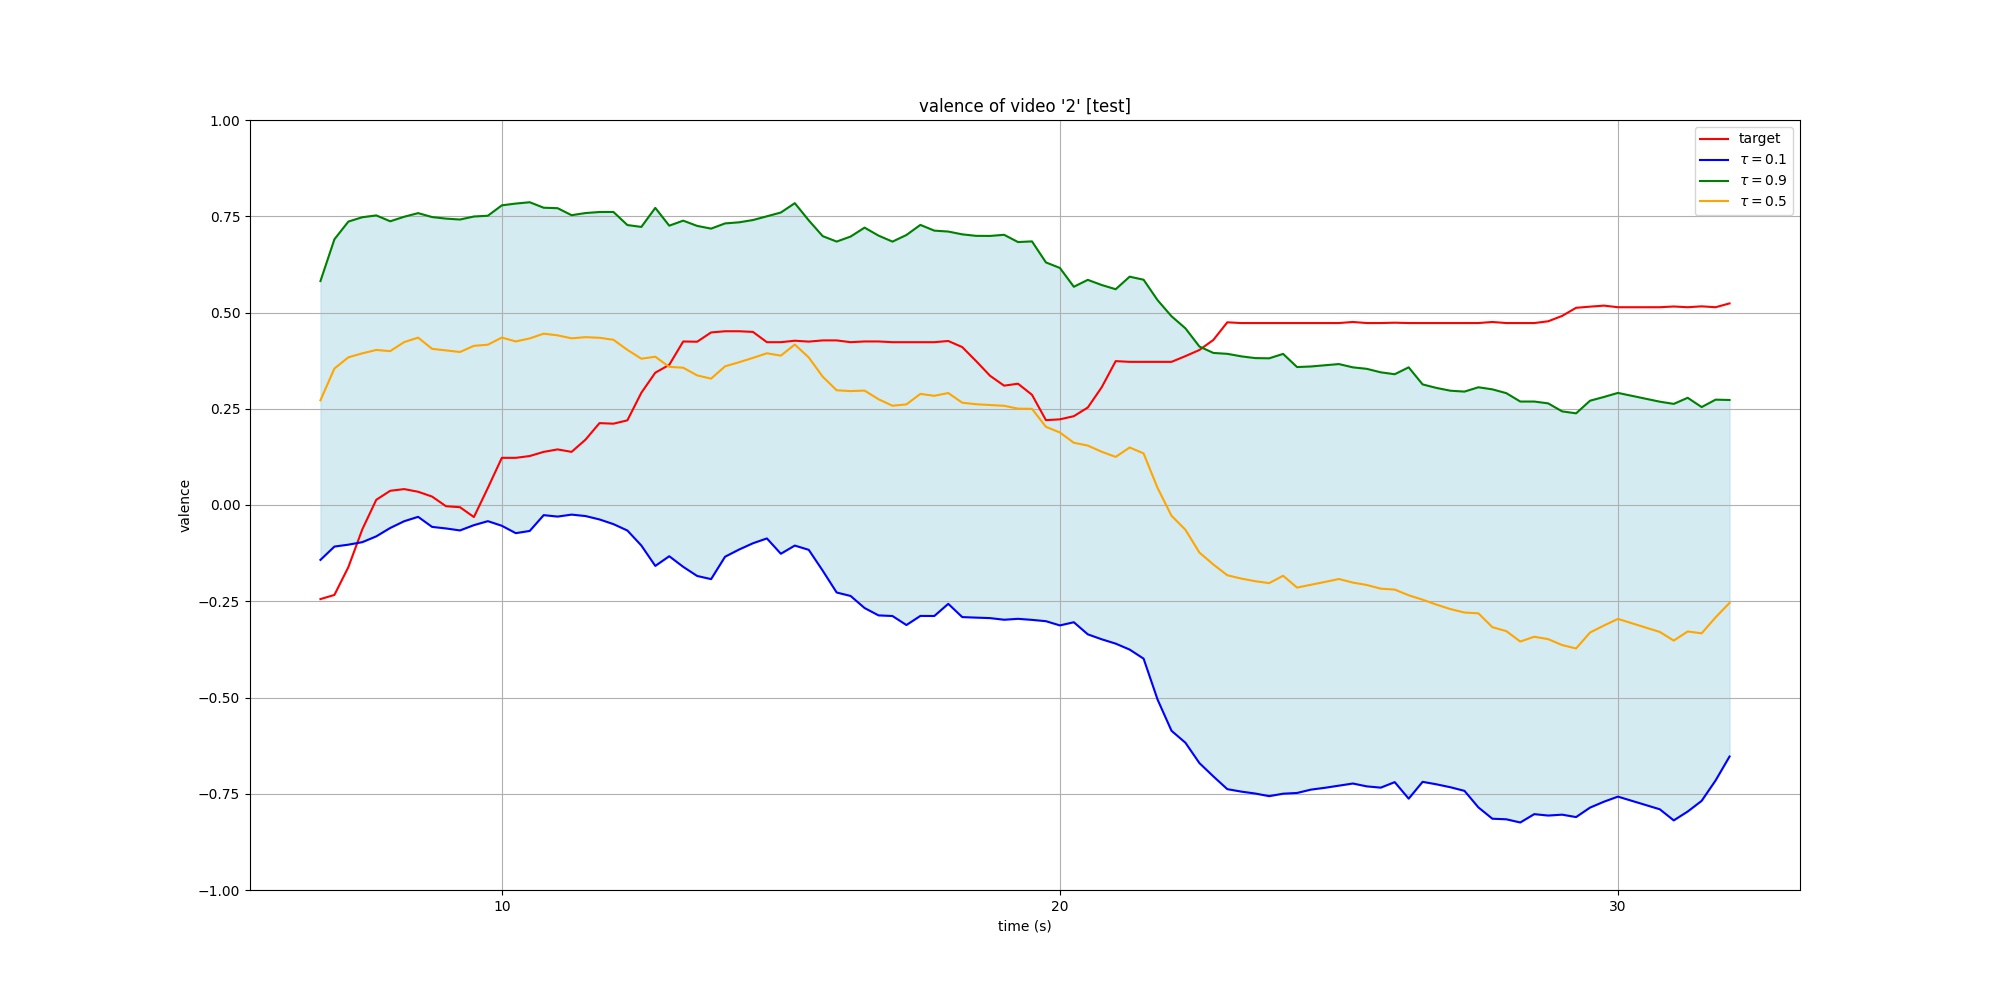 valence of video '2' [test]
1.00
0.75
0.50
0.25
0.00
−0.25
−0.50
−0.75
−1.00
valence
10
20
30
time (s)
target
τ = 0.1
τ = 0.9
τ = 0.5